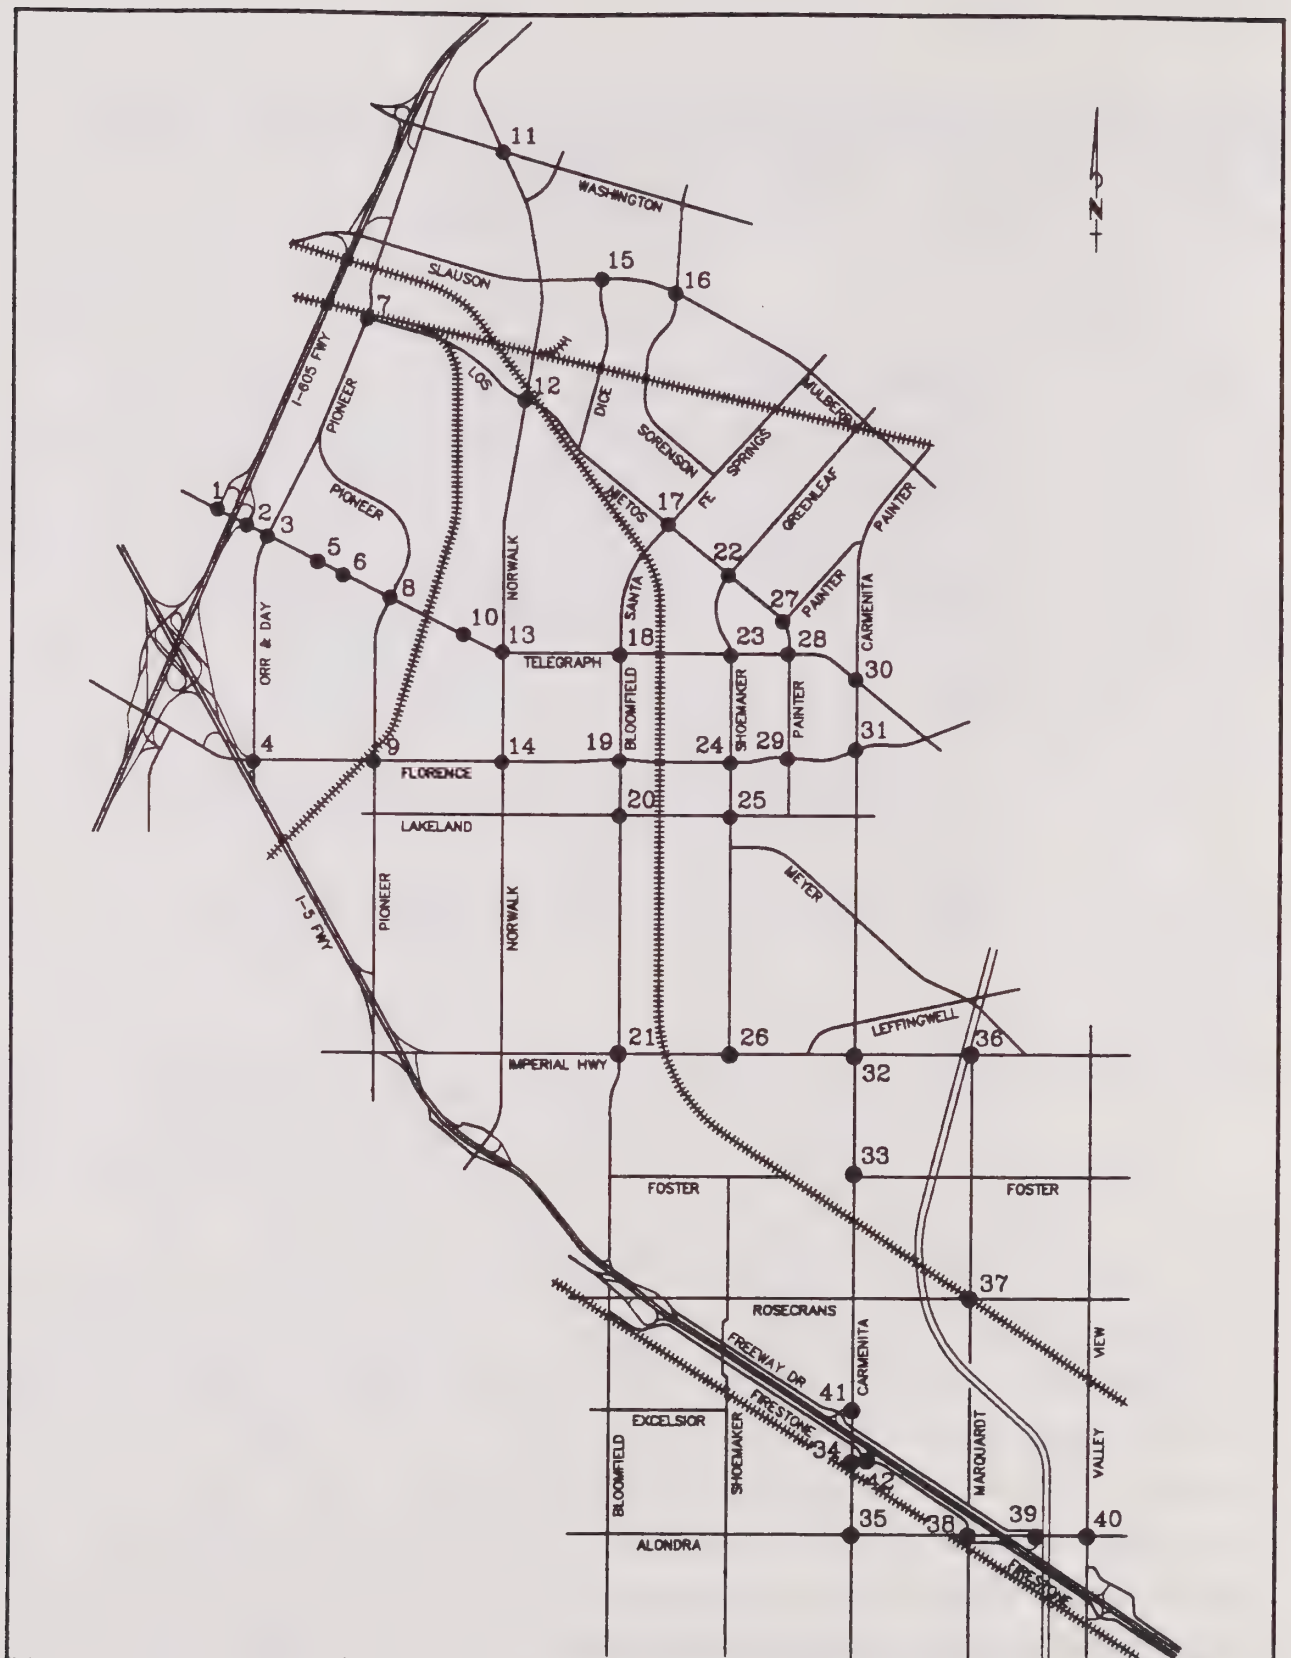 11
WASHINGTON
N
15
SLAUSON
16
7
I-605 FWY
LOS
12
DICE
MULBERRY
PIONEER
SORENSON
SPRINGS
FE
GREENLEAF
PIONEER
NIETOS
17
PAINTER
1
2
3
5
6
22
NORWALK
8
SANTA
27
PAINTER
CARMENITA
ORR & DAY
10
13
18
23
28
TELEGRAPH
30
BLOOMFIELD
SHOEMAKER
PAINTER
4
9
14
19
24
29
31
FLORENCE
20
25
LAKELAND
MEYER
PIONEER
NORWALK
I-5 FWY
LEFFINGWELL
21
26
36
IMPERIAL HWY
32
33
FOSTER
FOSTER
37
ROSECRANS
FREEWAY DR
CARMENITA
VIEW
41
FIRESTONE
EXCELSIOR
SHOEMAKER
MARQUARDT
VALLEY
34
42
BLOOMFIELD
35
38
39
40
ALONDRA
FIRESTONE